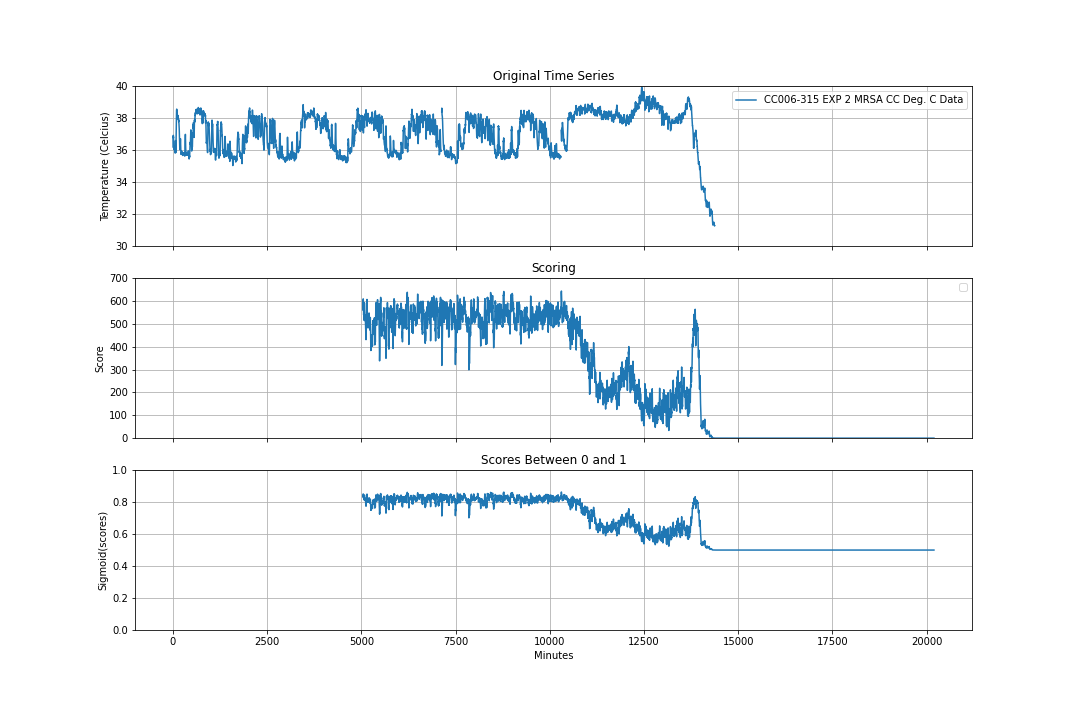 Original Time Series
40
38
36
34
32
30
Temperature (Celcius)
CC006-315 EXP 2 MRSA CC Deg. C Data
Scoring
700
600
500
400
300
200
100
0
Score
Scores Between 0 and 1
1.0
0.8
0.6
0.4
0.2
0.0
Sigmoid(scores)
0 2500 5000 7500 10000 12500 15000 17500 20000
Minutes